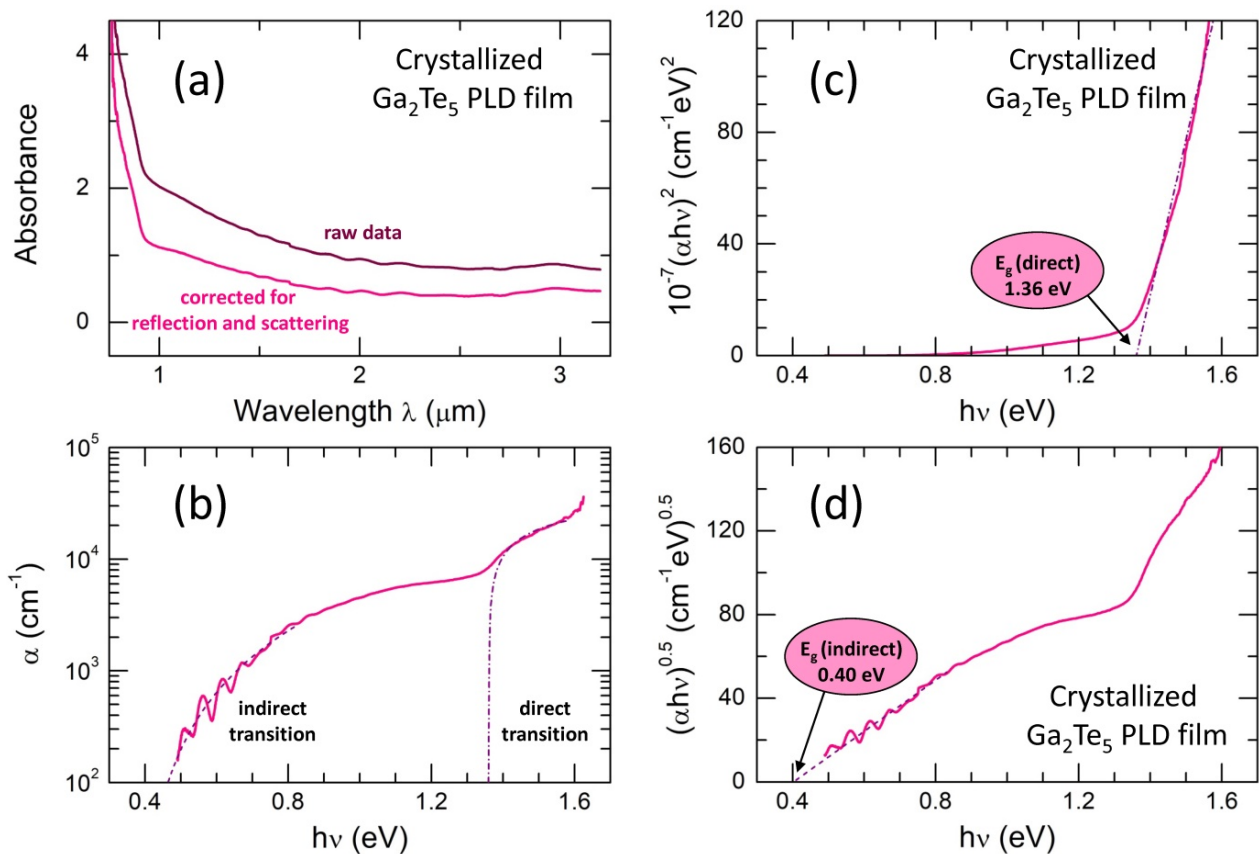 (a)
Crystallized
Ga₂Te₅ PLD film
raw data
corrected for
reflection and scattering
Absorbance
4
2
0
1
2
3
Wavelength λ (μm)
(c)
Crystallized
Ga₂Te₅ PLD film
E_g (direct)
1.36 eV
10⁻⁷(αhν)² (cm⁻¹eV)²
120
80
40
0
0.4
0.8
1.2
1.6
hν (eV)
(b)
indirect
transition
direct
transition
α (cm⁻¹)
10⁵
10⁴
10³
10²
0.4
0.8
1.2
1.6
hν (eV)
(d)
E_g (indirect)
0.40 eV
Crystallized
Ga₂Te₅ PLD film
(αhν)⁰·⁵ (cm⁻¹eV)⁰·⁵
160
120
80
40
0
0.4
0.8
1.2
1.6
hν (eV)